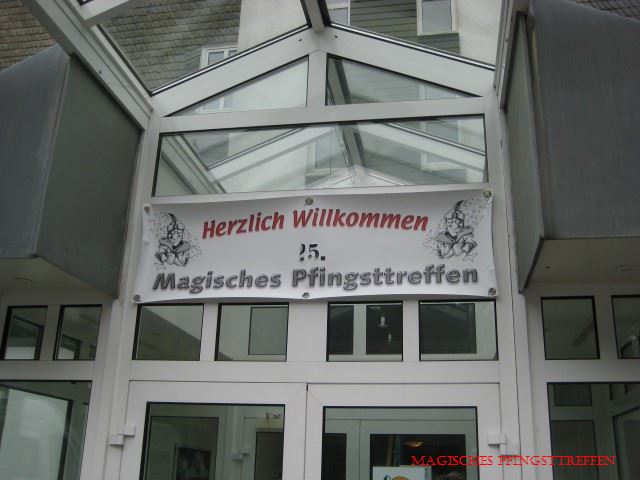 Herzlich Willkommen
25.
Magisches Pfingsttreffen
MAGISCHES PFINGSTTREFFEN